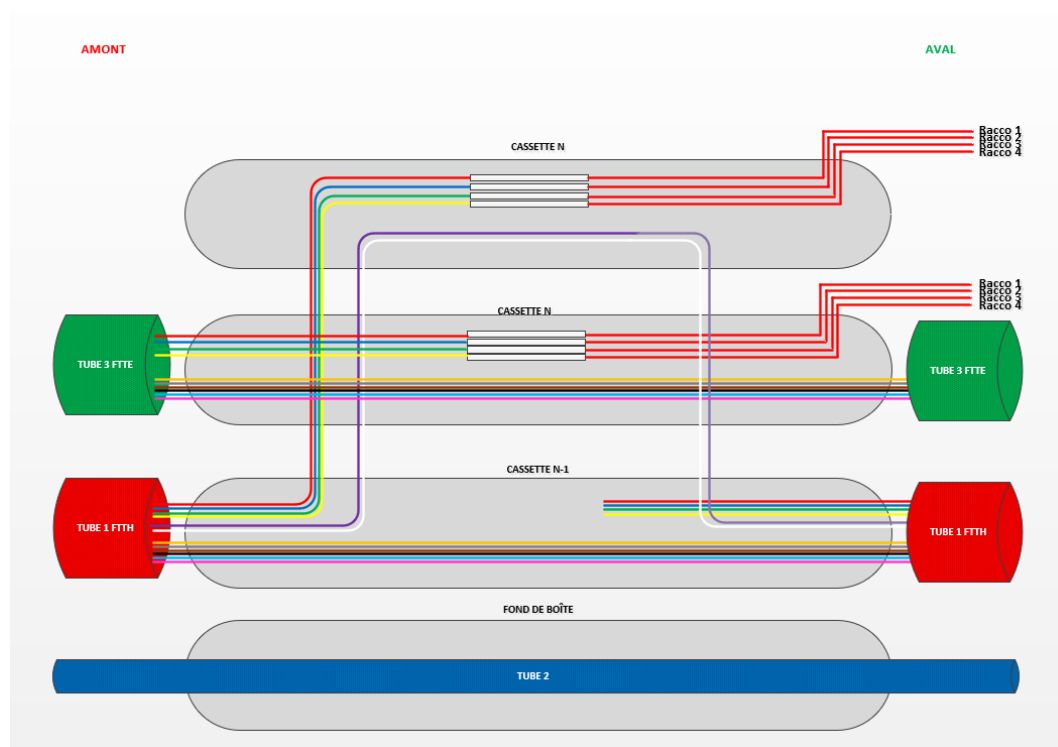 AMONT
AVAL
Racco 1
Racco 2
Racco 3
Racco 4
CASSETTE N
Racco 1
Racco 2
Racco 3
Racco 4
CASSETTE N
TUBE 3 FTTE
TUBE 3 FTTE
CASSETTE N-1
TUBE 1 FTTH
TUBE 1 FTTH
FOND DE BOÎTE
TUBE 2